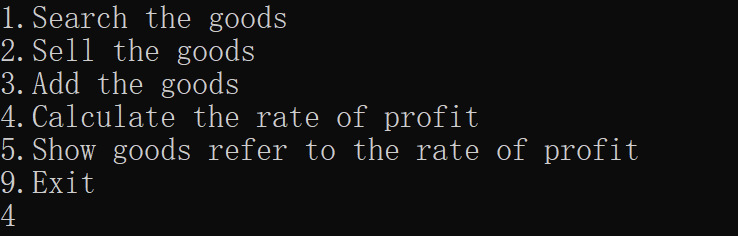 1.Search the goods
2.Sell the goods
3.Add the goods
4.Calculate the rate of profit
5.Show goods refer to the rate of profit
9.Exit
4